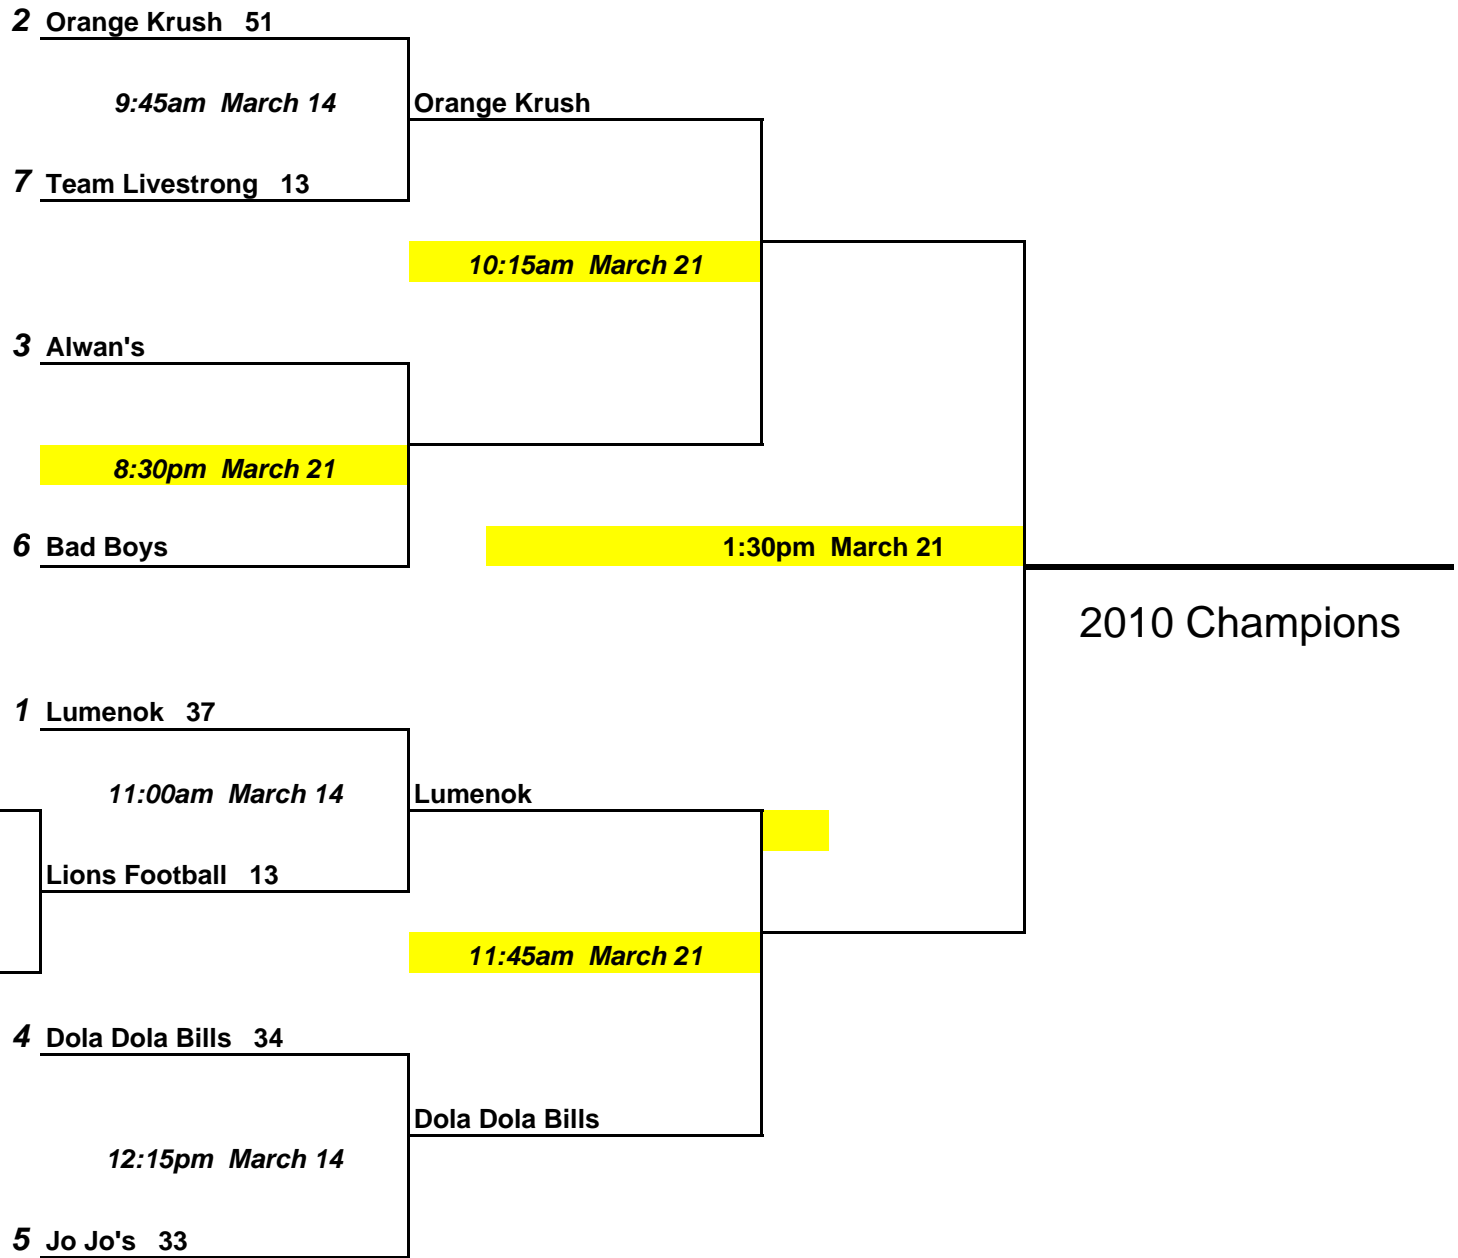 2 Orange Krush 51
9:45am March 14
Orange Krush
7 Team Livestrong 13
10:15am March 21
3 Alwan's
8:30pm March 21
6 Bad Boys
1:30pm March 21
2010 Champions
1 Lumenok 37
11:00am March 14
Lumenok
Lions Football 13
11:45am March 21
4 Dola Dola Bills 34
Dola Dola Bills
12:15pm March 14
5 Jo Jo's 33